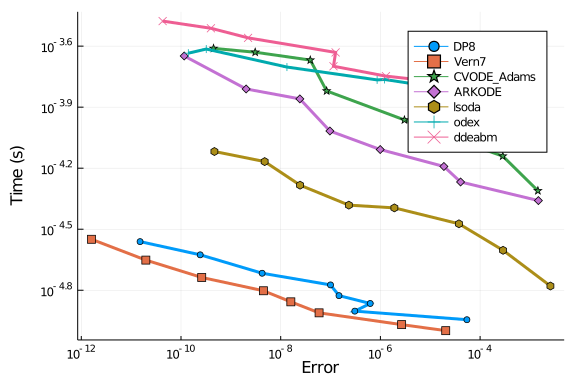 10^-3.6
10^-3.9
10^-4.2
10^-4.5
10^-4.8
Time (s)
DP8
Vern7
CVODE_Adams
ARKODE
lsoda
odex
ddeabm
10^-12
10^-10
10^-8
10^-6
10^-4
Error